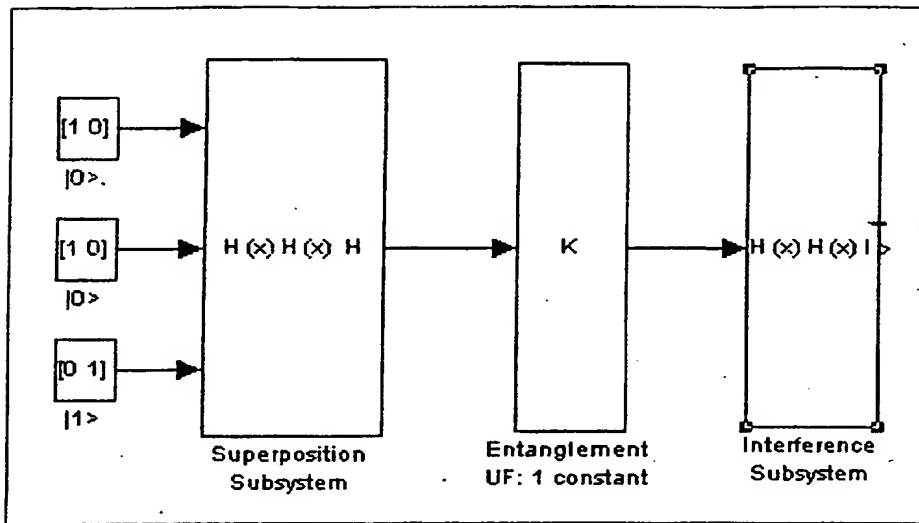 [1 0]
|0>.
[1 0]
|0>
[0 1]
|1>
H (x) H (x) H
Superposition
Subsystem
K
Entanglement
UF: 1 constant
H (x) H (x) I
Interference
Subsystem